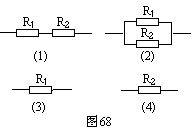 R₁ R₂ R₁
R₂
(1) (2)
R₁ R₂
(3) (4)
图68